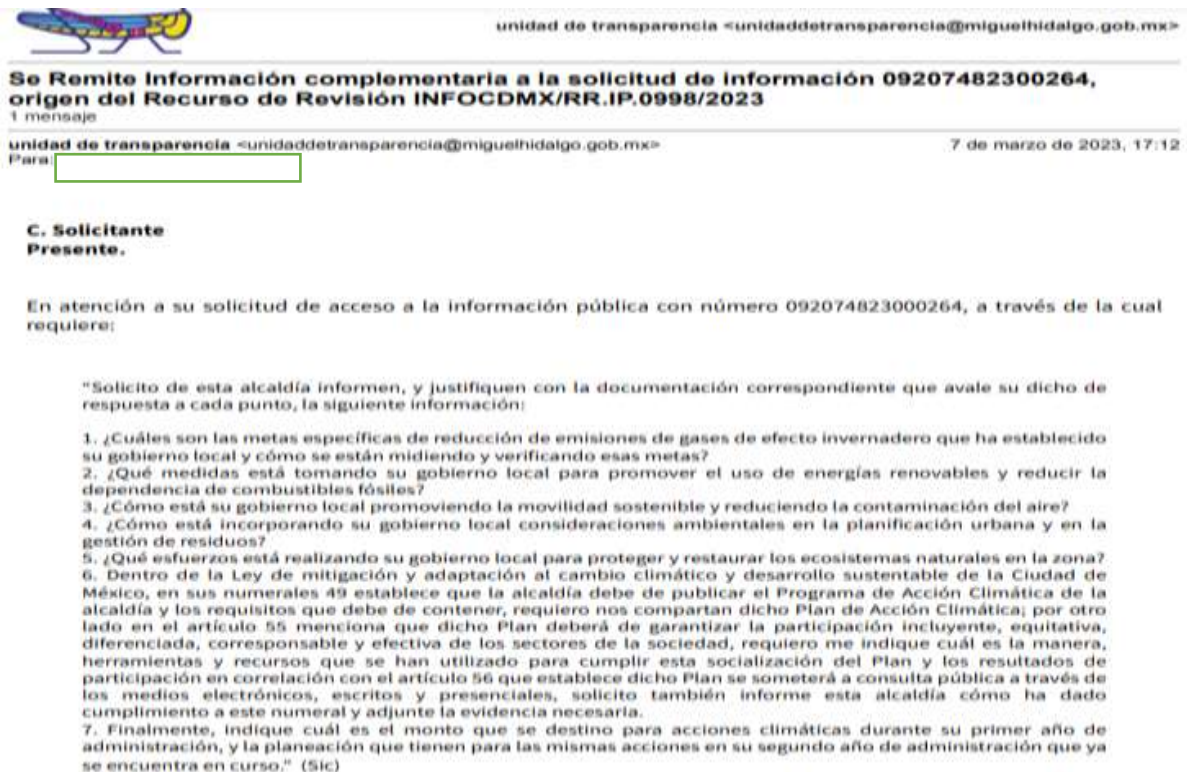 unidad de transparencia <unidaddetransparencia@miguelhidalgo.gob.mx>
Se Remite Información complementaria a la solicitud de información 09207482300264,
origen del Recurso de Revisión INFOCDMX/RR.IP.0998/2023
1 mensaje
unidad de transparencia <unidaddetransparencia@miguelhidalgo.gob.mx> 7 de marzo de 2023, 17:12
Para:
C. Solicitante
Presente.
En atención a su solicitud de acceso a la información pública con número 092074823000264, a través de la cual
requiere:
"Solicito de esta alcaldía informen, y justifiquen con la documentación correspondiente que avale su dicho de
respuesta a cada punto, la siguiente información:
1. ¿Cuáles son las metas específicas de reducción de emisiones de gases de efecto invernadero que ha establecido
su gobierno local y cómo se están midiendo y verificando esas metas?
2. ¿Qué medidas está tomando su gobierno local para promover el uso de energías renovables y reducir la
dependencia de combustibles fósiles?
3. ¿Cómo está su gobierno local promoviendo la movilidad sostenible y reduciendo la contaminación del aire?
4. ¿Cómo está incorporando su gobierno local consideraciones ambientales en la planificación urbana y en la
gestión de residuos?
5. ¿Qué esfuerzos está realizando su gobierno local para proteger y restaurar los ecosistemas naturales en la zona?
6. Dentro de la Ley de mitigación y adaptación al cambio climático y desarrollo sustentable de la Ciudad de
México, en sus numerales 49 establece que la alcaldía debe de publicar el Programa de Acción Climática de la
alcaldía y los requisitos que debe de contener, requiero nos compartan dicho Plan de Acción Climática; por otro
lado en el artículo 55 menciona que dicho Plan deberá de garantizar la participación incluyente, equitativa,
diferenciada, corresponsable y efectiva de los sectores de la sociedad, requiero me indique cuál es la manera,
herramientas y recursos que se han utilizado para cumplir esta socialización del Plan y los resultados de
participación en correlación con el artículo 56 que establece dicho Plan se someterá a consulta pública a través de
los medios electrónicos, escritos y presenciales, solicito también informe esta alcaldía cómo ha dado
cumplimiento a este numeral y adjunte la evidencia necesaria.
7. Finalmente, indique cuál es el monto que se destino para acciones climáticas durante su primer año de
administración, y la planeación que tienen para las mismas acciones en su segundo año de administración que ya
se encuentra en curso." (Sic)